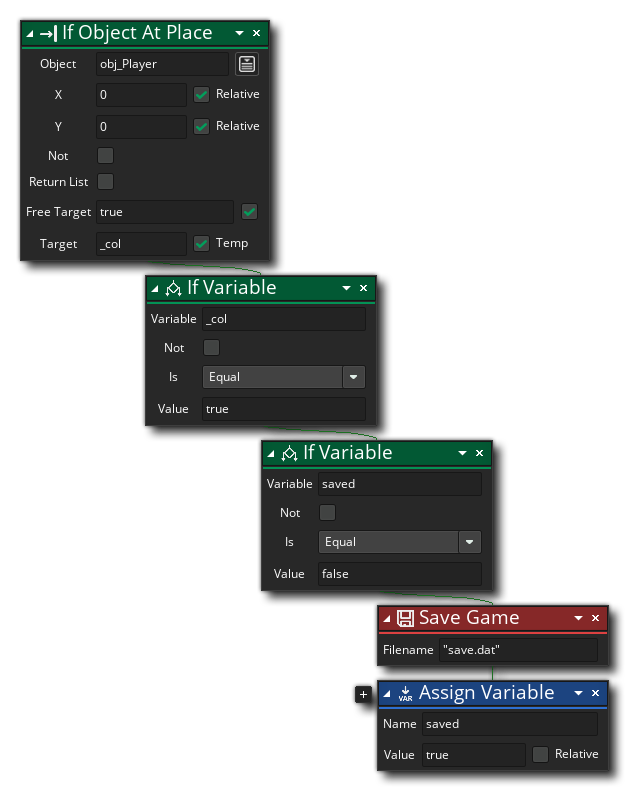 If Object At Place
Object obj_Player
X 0 Relative
Y 0 Relative
Not
Return List
Free Target true
Target _col Temp
If Variable
Variable _col
Not
Is Equal
Value true
If Variable
Variable saved
Not
Is Equal
Value false
Save Game
Filename "save.dat"
VAR Assign Variable
Name saved
Value true Relative